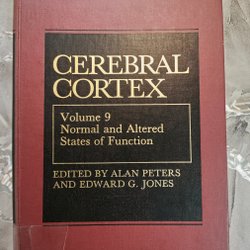 CEREBRAL
CORTEX
Volume 9
Normal and Altered
States of Function
EDITED BY ALAN PETERS
AND EDWARD G. JONES